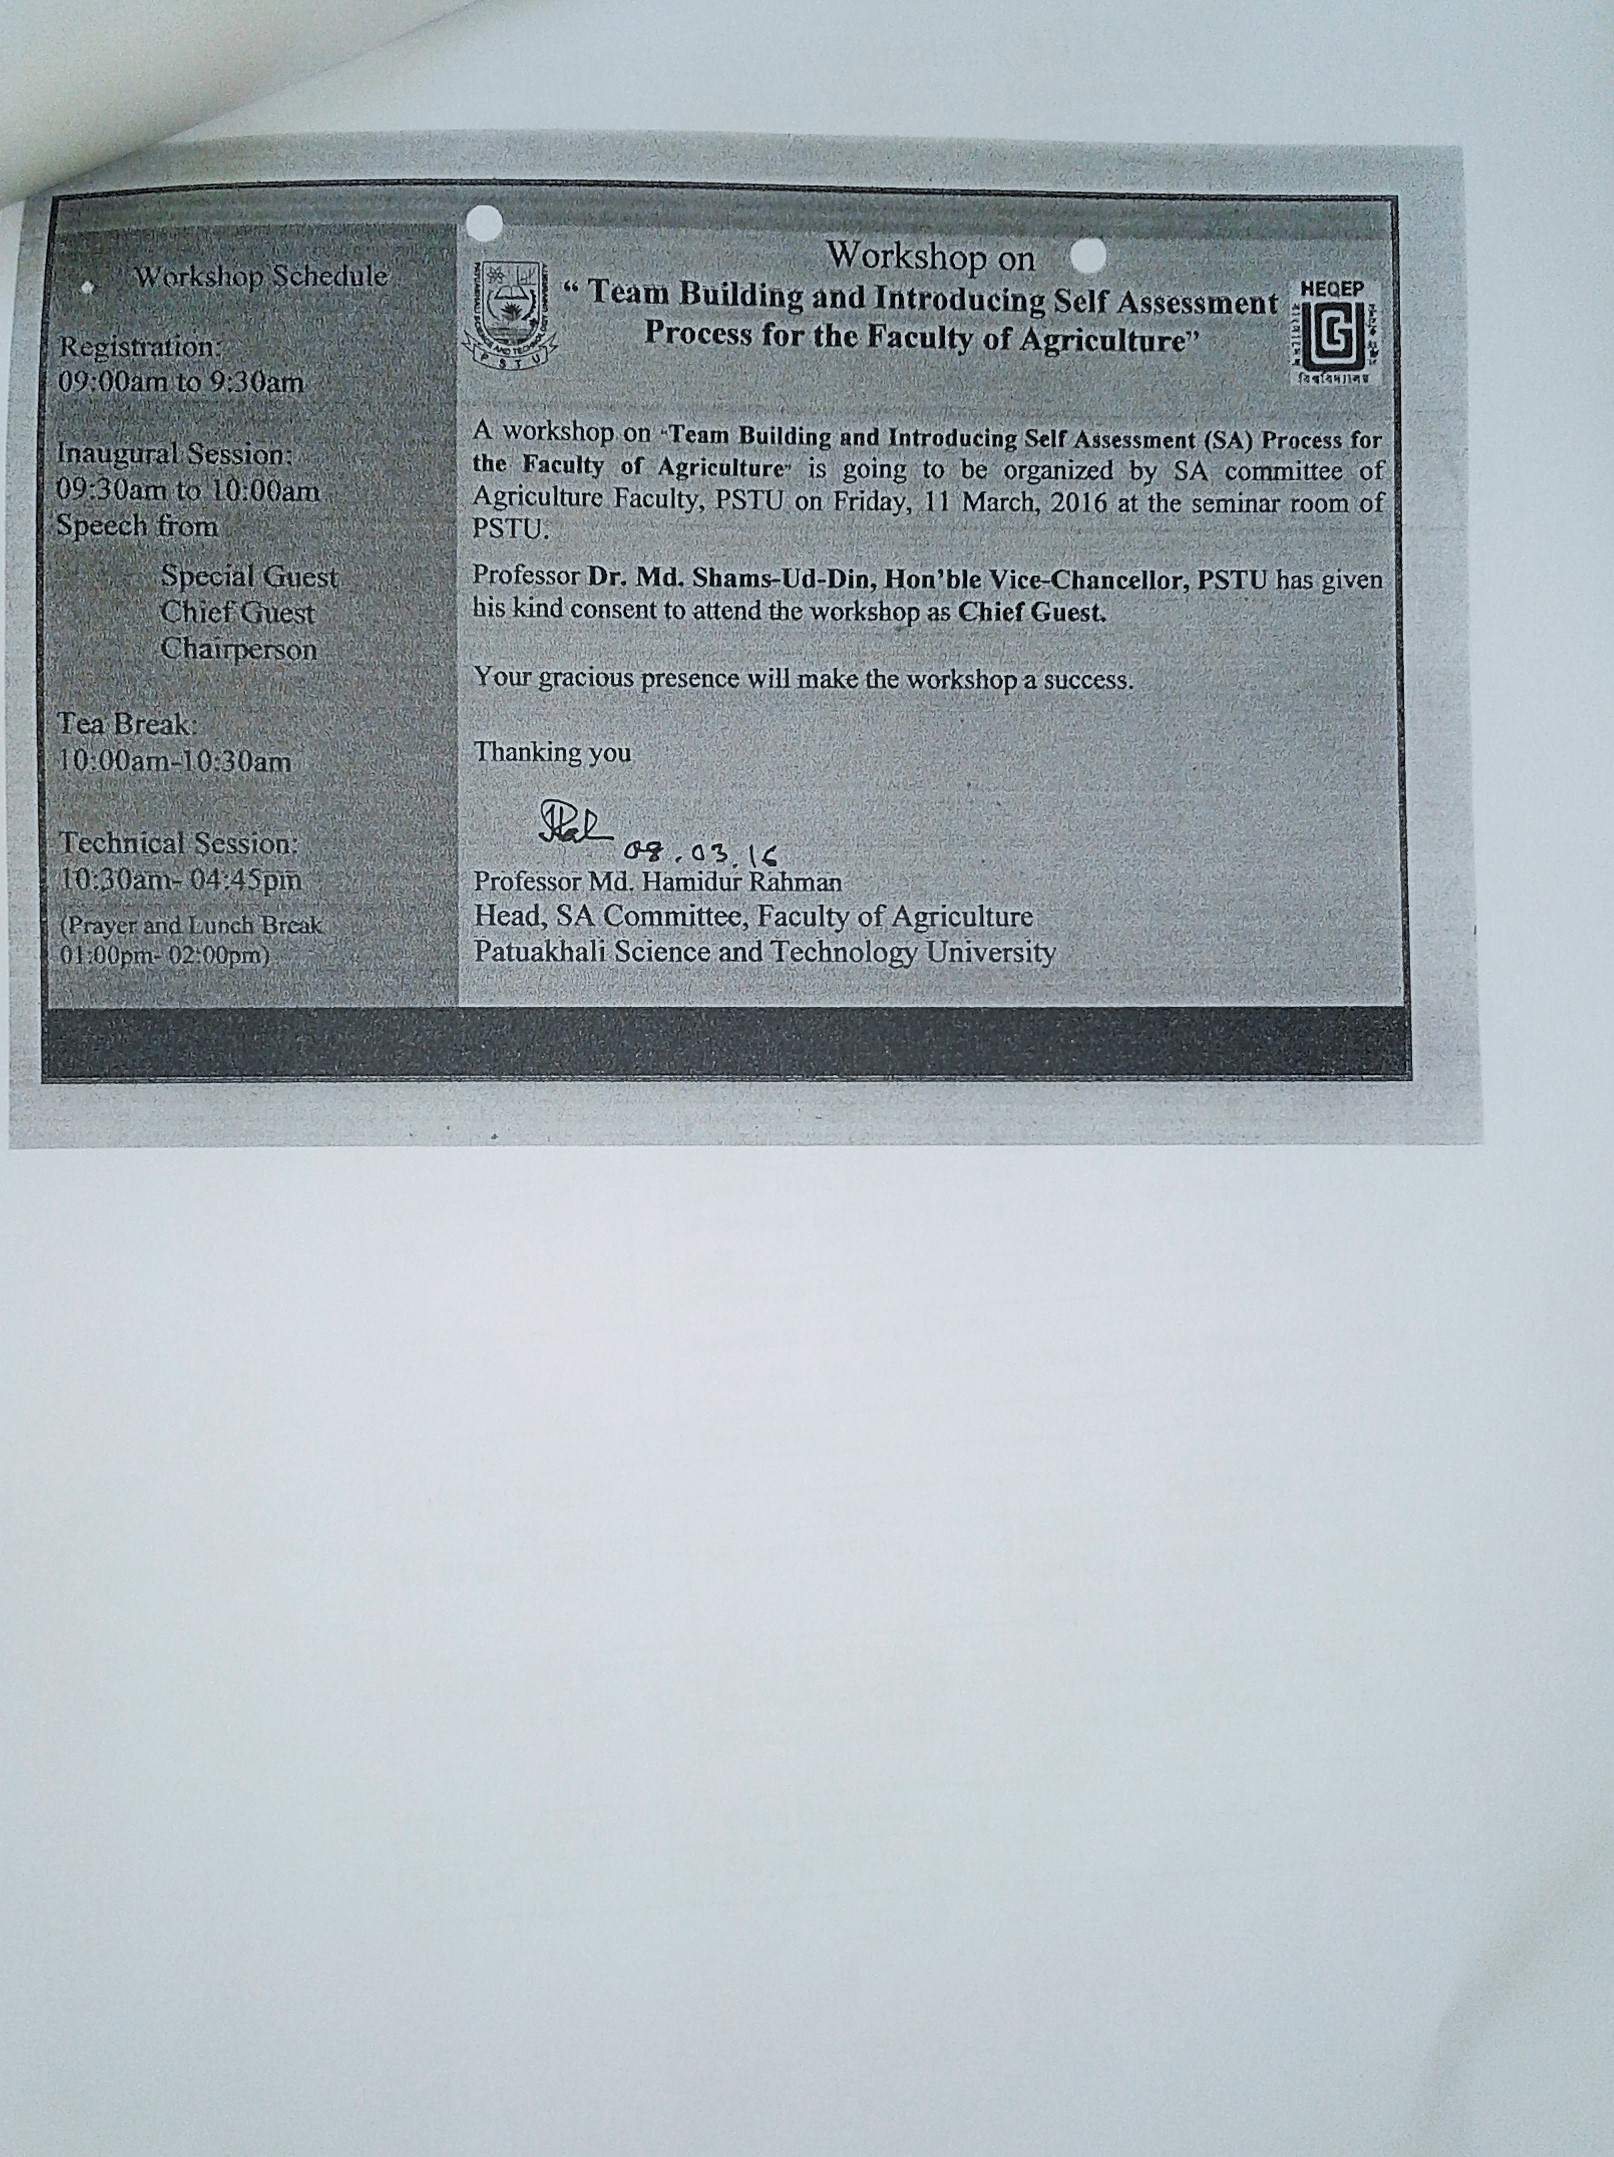 Workshop Schedule
Registration:
09:00am to 9:30am
Inaugural Session:
09:30am to 10:00am
Speech from
Special Guest
Chief Guest
Chairperson
Tea Break:
10:00am-10:30am
Technical Session:
10:30am- 04:45pm
(Prayer and Lunch Break
01:00pm- 02:00pm)
Workshop on
“ Team Building and Introducing Self Assessment
Process for the Faculty of Agriculture”
PSTU
HEQEP
বিশ্ববিদ্যালয়
A workshop on “Team Building and Introducing Self Assessment (SA) Process for
the Faculty of Agriculture” is going to be organized by SA committee of
Agriculture Faculty, PSTU on Friday, 11 March, 2016 at the seminar room of
PSTU.
Professor Dr. Md. Shams-Ud-Din, Hon’ble Vice-Chancellor, PSTU has given
his kind consent to attend the workshop as Chief Guest.
Your gracious presence will make the workshop a success.
Thanking you
08.03.16
Professor Md. Hamidur Rahman
Head, SA Committee, Faculty of Agriculture
Patuakhali Science and Technology University